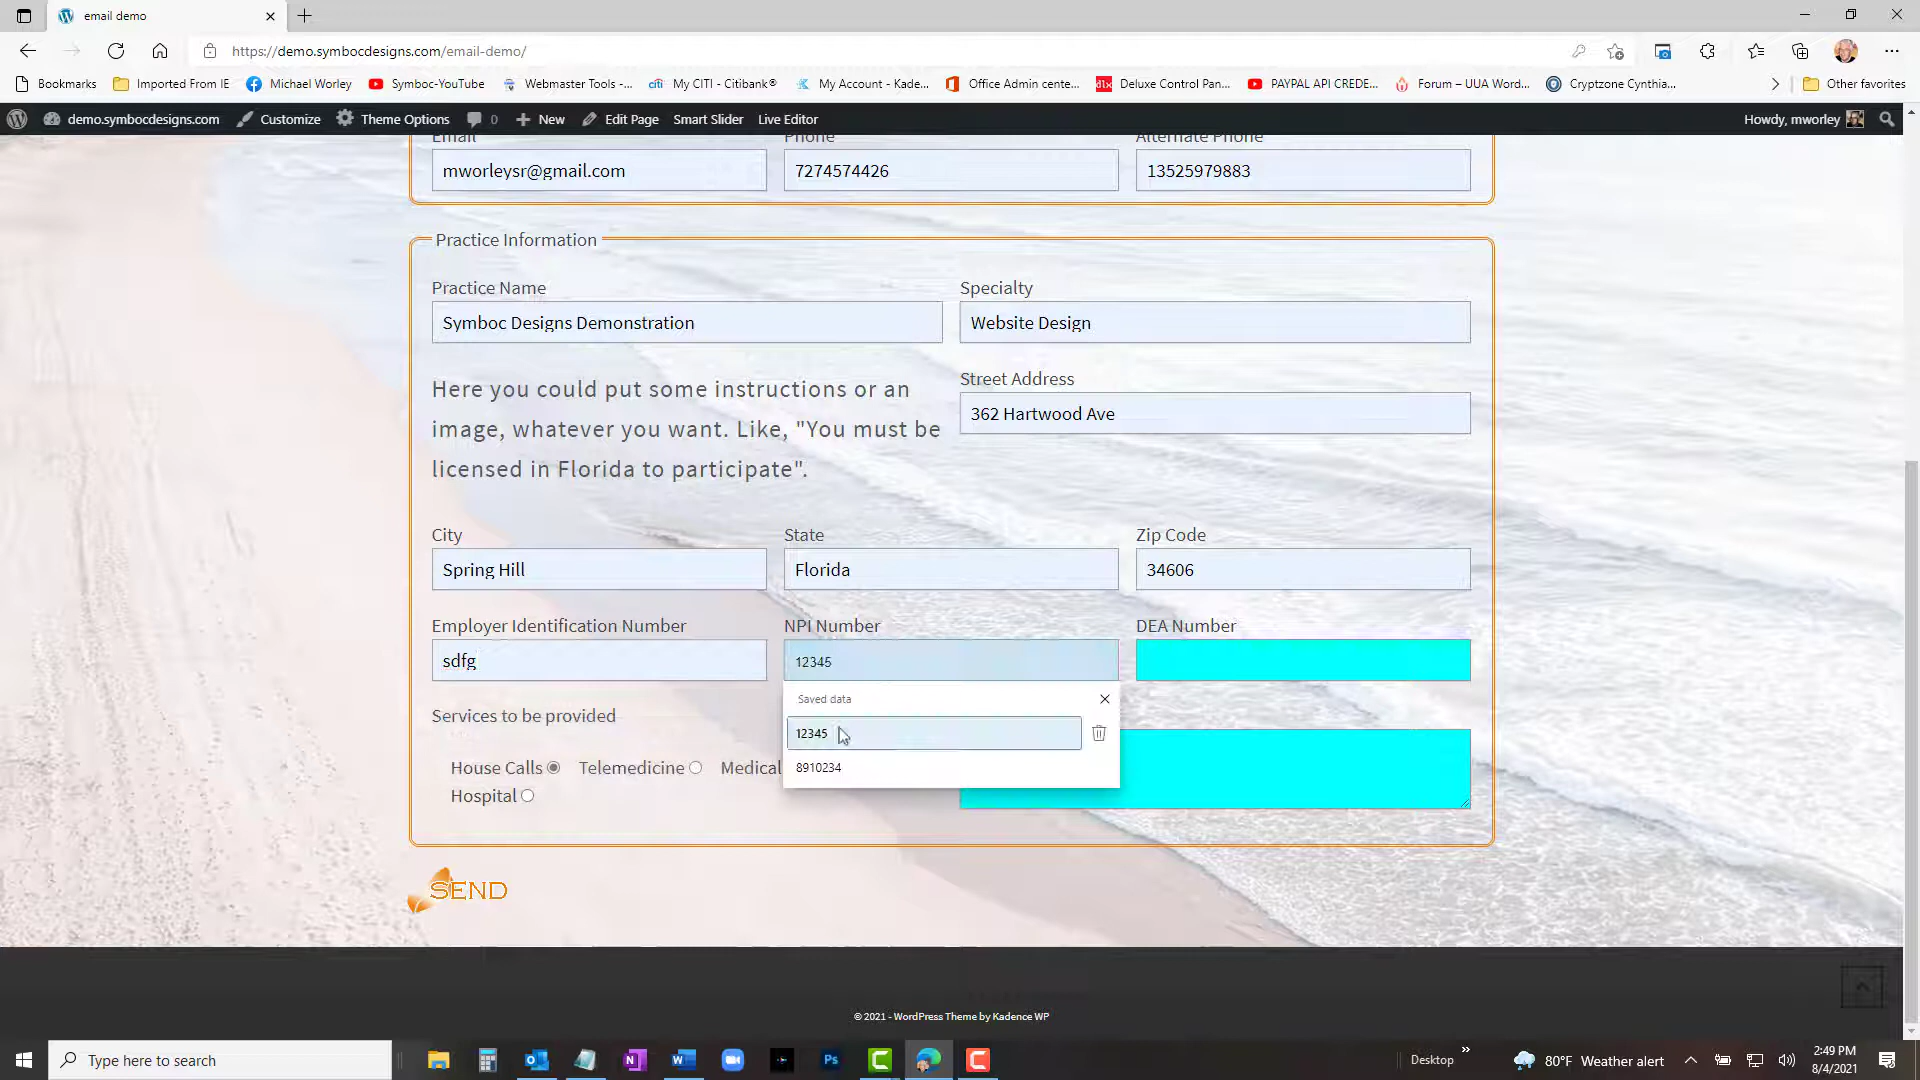 email demo
https://demo.symbocdesigns.com/email-demo/
Bookmarks Imported From IE Michael Worley Symboc-YouTube Webmaster Tools -... My CITI - Citibank® My Account - Kade... Office Admin cente... Deluxe Control Pan... PAYPAL API CREDE... Forum – UUA Word... Cryptzone Cynthia... Other favorites
demo.symbocdesigns.com Customize Theme Options 0 New Edit Page Smart Slider Live Editor Howdy, mworley
Email Phone Alternate Phone
mworleysr@gmail.com 7274574426 13525979883
Practice Information
Practice Name Specialty
Symboc Designs Demonstration Website Design
Street Address
362 Hartwood Ave
Here you could put some instructions or an
image, whatever you want. Like, "You must be
licensed in Florida to participate".
City State Zip Code
Spring Hill Florida 34606
Employer Identification Number NPI Number DEA Number
sdfg 12345
Saved data
12345
8910234
Services to be provided
House Calls Telemedicine Medical
Hospital
SEND
© 2021 - WordPress Theme by Kadence WP
Type here to search
Desktop 80°F Weather alert 2:49 PM
8/4/2021